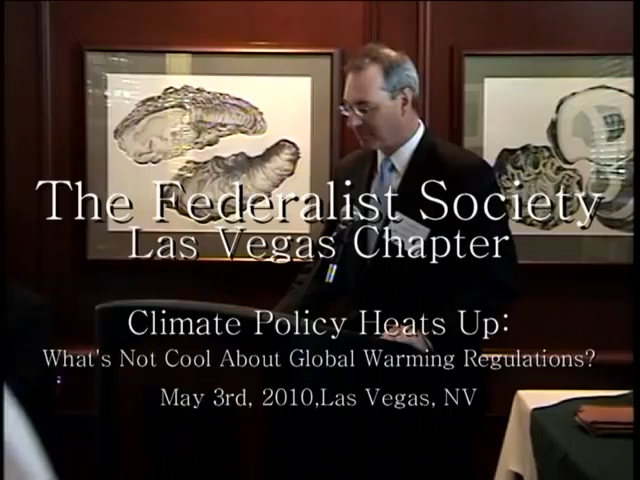 The Federalist Society
Las Vegas Chapter
Climate Policy Heats Up:
What's Not Cool About Global Warming Regulations?
May 3rd, 2010,Las Vegas, NV